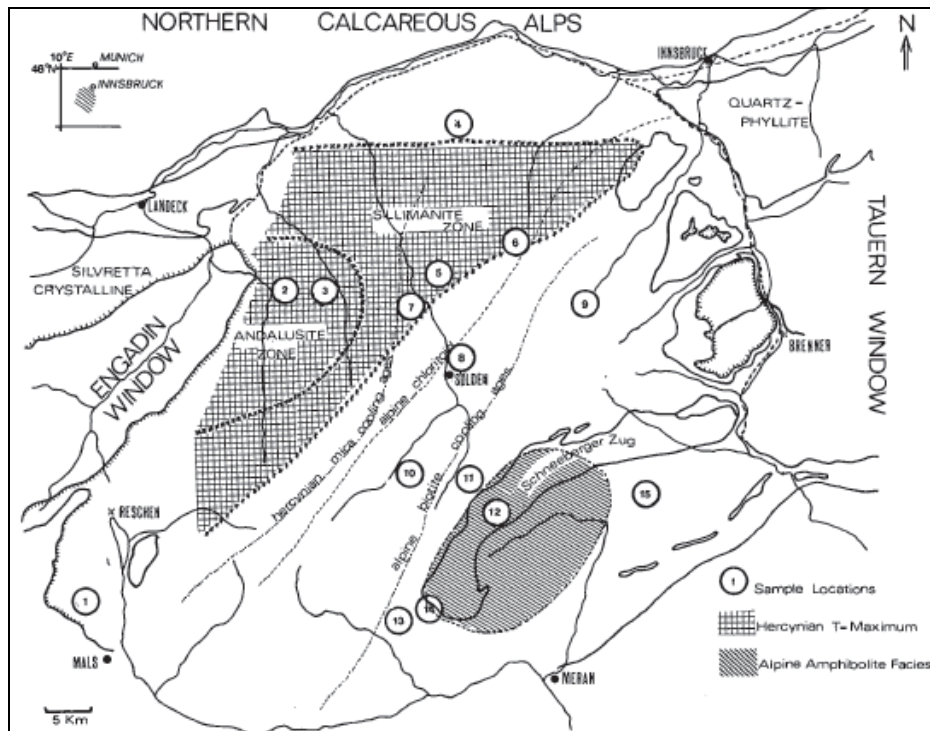 NORTHERN CALCAREOUS ALPS
10°E MUNICH
46°N
INNSBRUCK
INNSBRUCK
N
QUARTZ-
PHYLLITE
4
LANDECK
SILLIMANITE
ZONE
TAUERN WINDOW
6
SILVRETTA
CRYSTALLINE
5
2
3
7
9
ANDALUSITE
ZONE
BRENNER
ENGADIN
WINDOW
8
SÖLDEN
hercynian mica cooling ages
alpine chloritoid
alpine biotite cooling ages
Schneeberger Zug
10
11
12
15
RESCHEN
1
13
14
MALS
MERAN
1 Sample Locations
Hercynian T-Maximum
Alpine Amphibolite Facies
5 Km